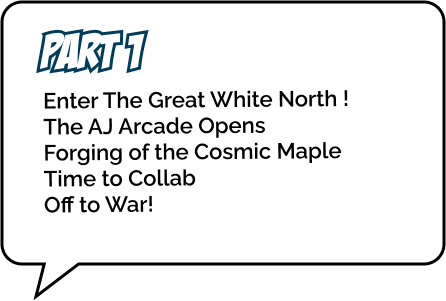 PART 1
Enter The Great White North !
The AJ Arcade Opens
Forging of the Cosmic Maple
Time to Collab
Off to War!